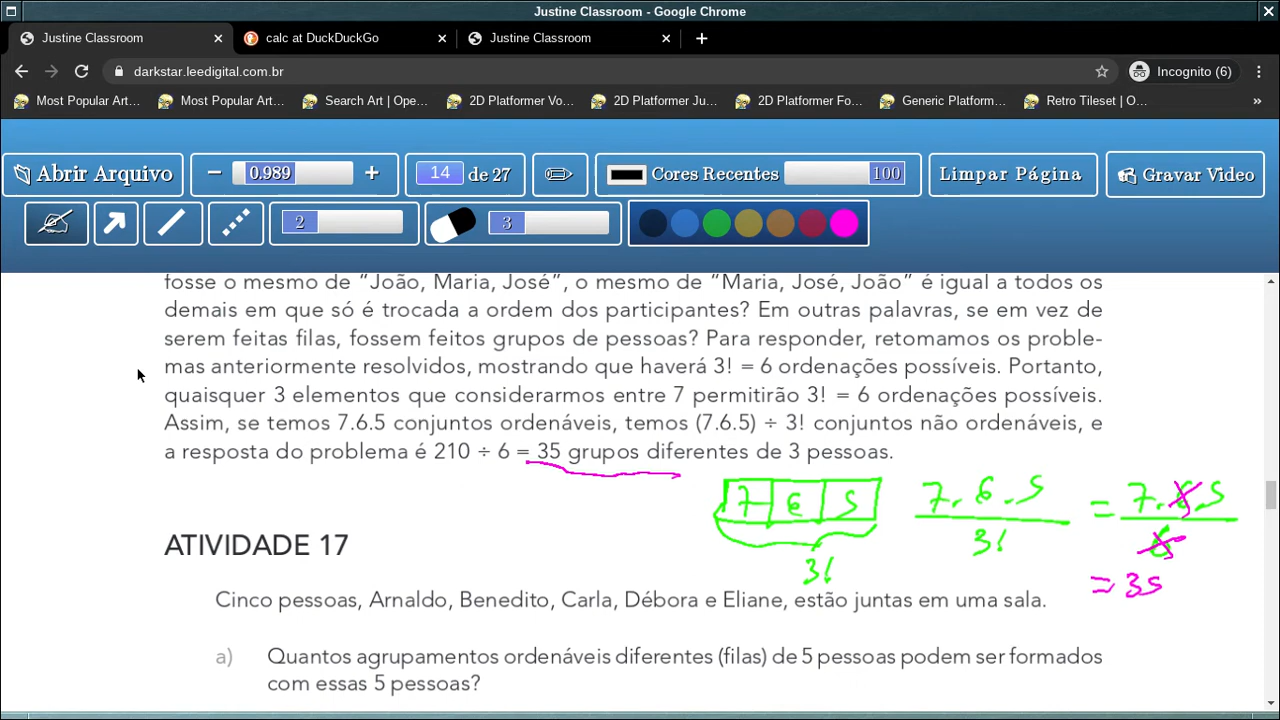 Justine Classroom - Google Chrome
Justine Classroom
calc at DuckDuckGo
Justine Classroom
darkstar.leedigital.com.br
Incognito (6)
Most Popular Art…
Most Popular Art…
Search Art | Ope…
2D Platformer Vo…
2D Platformer Ju…
2D Platformer Fo…
Generic Platform…
Retro Tileset | O…
Abrir Arquivo
− 0.989 +
14 de 27
Cores Recentes 100
Limpar Página
Gravar Video
2
3
fosse o mesmo de “João, Maria, José”, o mesmo de “Maria, José, João” é igual a todos os
demais em que só é trocada a ordem dos participantes? Em outras palavras, se em vez de
serem feitas filas, fossem feitos grupos de pessoas? Para responder, retomamos os proble-
mas anteriormente resolvidos, mostrando que haverá 3! = 6 ordenações possíveis. Portanto,
quaisquer 3 elementos que considerarmos entre 7 permitirão 3! = 6 ordenações possíveis.
Assim, se temos 7.6.5 conjuntos ordenáveis, temos (7.6.5) ÷ 3! conjuntos não ordenáveis, e
a resposta do problema é 210 ÷ 6 = 35 grupos diferentes de 3 pessoas.
7 6 5
3!
7.6.5
3!
= 7.6.5
6
= 35
ATIVIDADE 17
Cinco pessoas, Arnaldo, Benedito, Carla, Débora e Eliane, estão juntas em uma sala.
a) Quantos agrupamentos ordenáveis diferentes (filas) de 5 pessoas podem ser formados
com essas 5 pessoas?